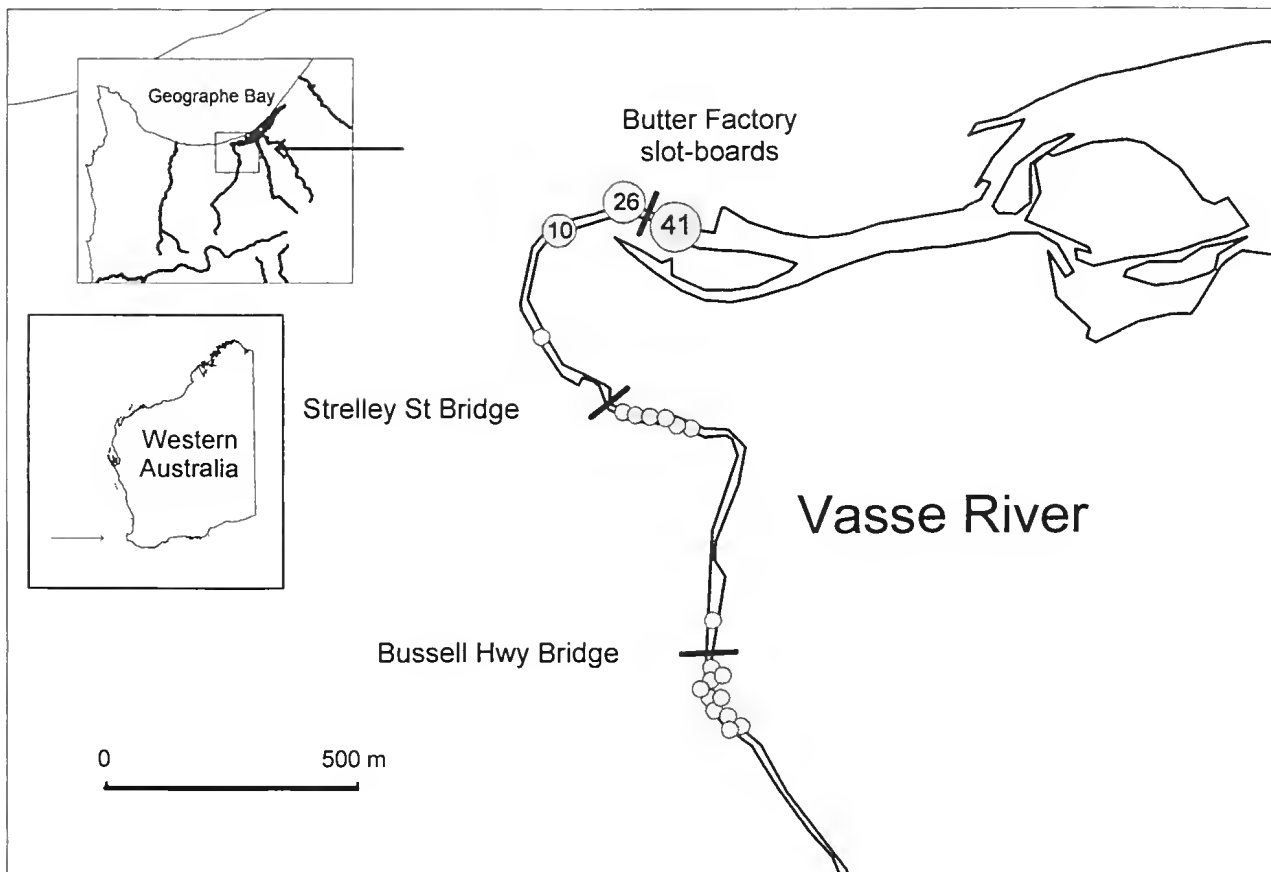 Geographe Bay
Butter Factory
slot-boards
26
41
10
Strelley St Bridge
Western
Australia
Vasse River
Bussell Hwy Bridge
0
500 m